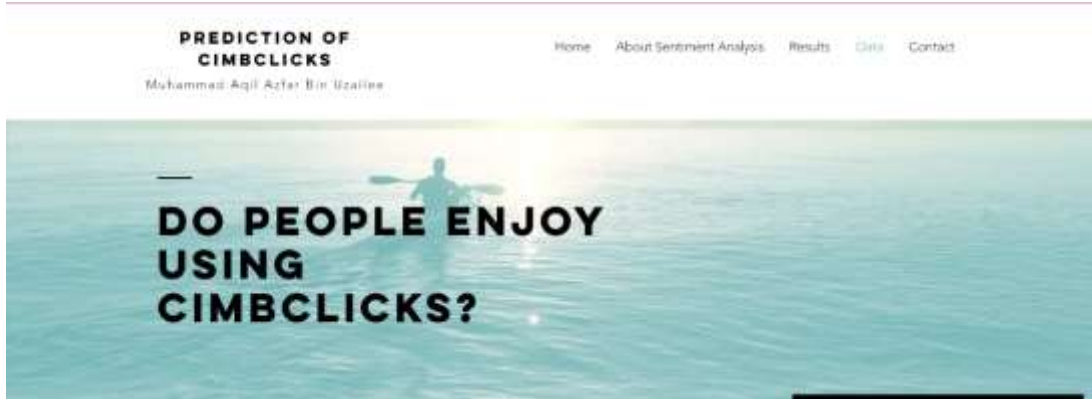 PREDICTION OF
CIMBCLICKS
Muhammad Aqil Azfar Bin Uzailee
Home About Sentiment Analysis Results Data Contact
DO PEOPLE ENJOY
USING
CIMBCLICKS?